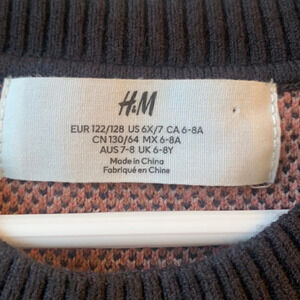 H&M
EUR 122/128 US 6X/7 CA 6-8A
CN 130/64 MX 6-8A
AUS 7-8 UK 6-8Y
Made in China
Fabriqué en Chine